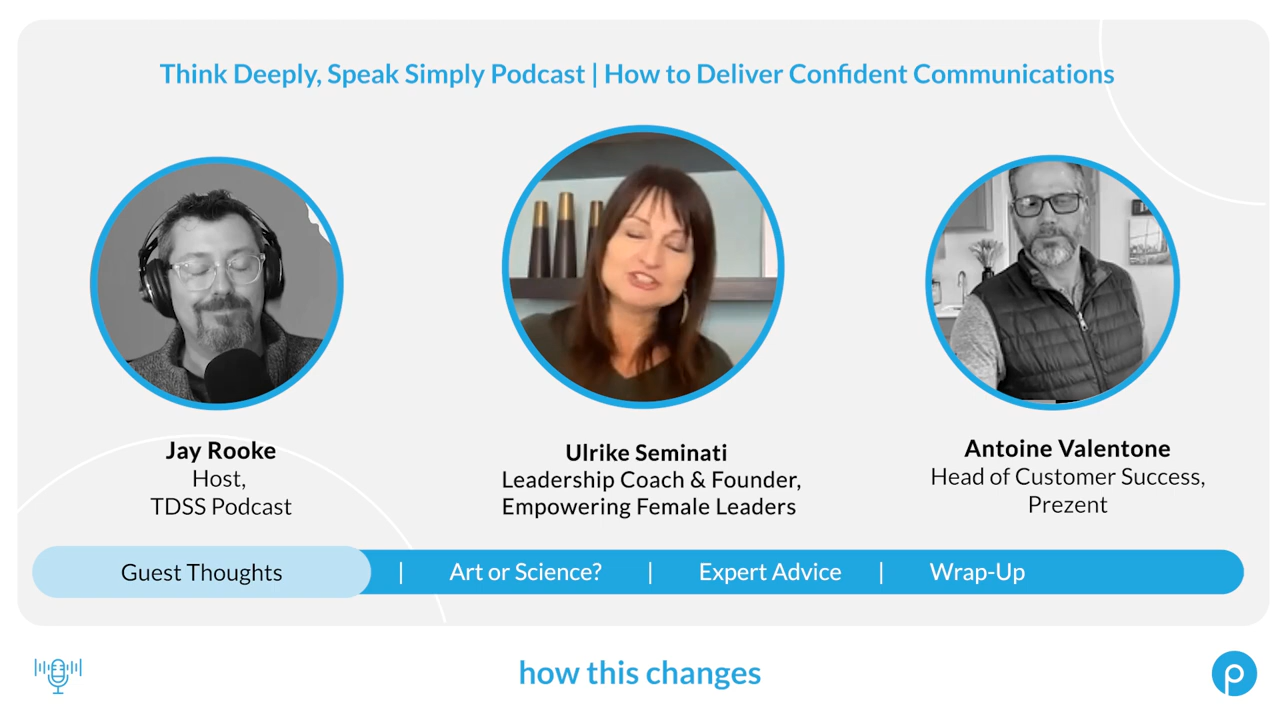 Think Deeply, Speak Simply Podcast | How to Deliver Confident Communications
Jay Rooke
Host,
TDSS Podcast
Ulrike Seminati
Leadership Coach & Founder,
Empowering Female Leaders
Antoine Valentone
Head of Customer Success,
Prezent
Guest Thoughts | Art or Science? | Expert Advice | Wrap-Up
how this changes
p